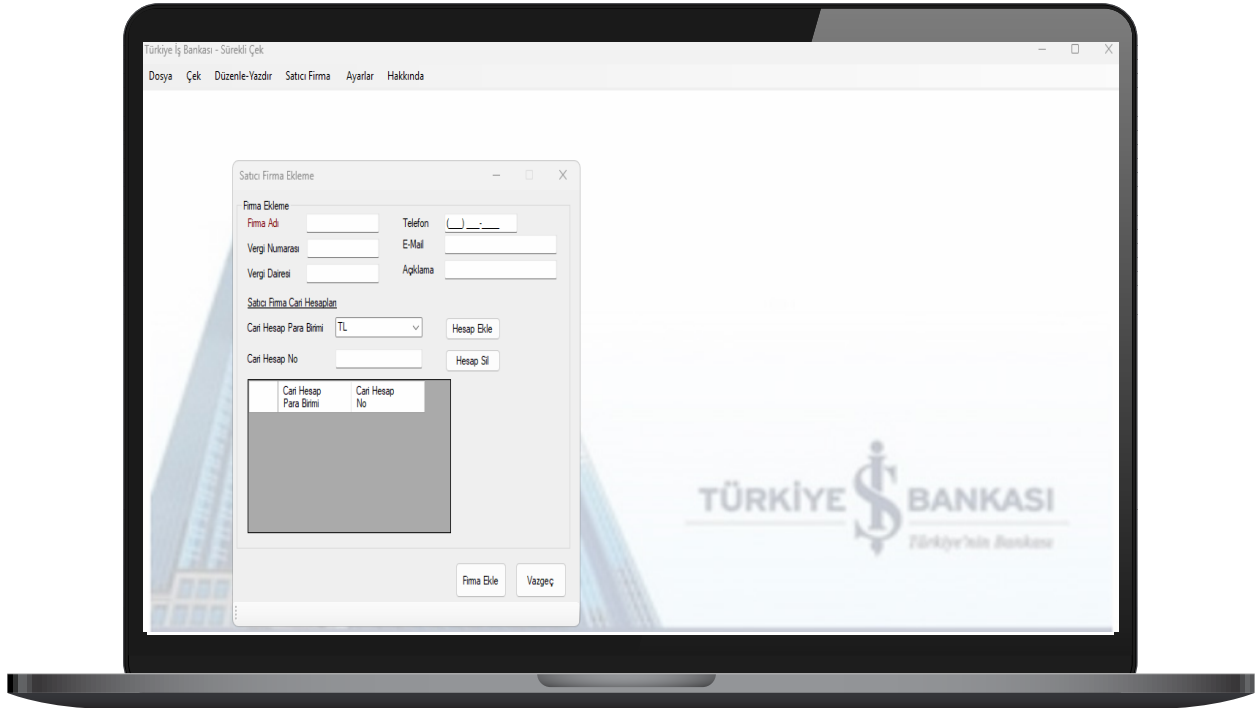 Türkiye İş Bankası - Sürekli Çek
Dosya Çek Düzenle-Yazdır Satıcı Firma Ayarlar Hakkında
Satıcı Firma Ekleme
Firma Ekleme
Firma Adı
Telefon (___) ___-____
Vergi Numarası
E-Mail
Vergi Dairesi
Açıklama
Satıcı Firma Cari Hesapları
Cari Hesap Para Birimi TL Hesap Ekle
Cari Hesap No Hesap Sil
Cari Hesap
Para Birimi
Cari Hesap
No
TÜRKİYE İŞ BANKASI
Türkiye'nin Bankası
Firma Ekle Vazgeç